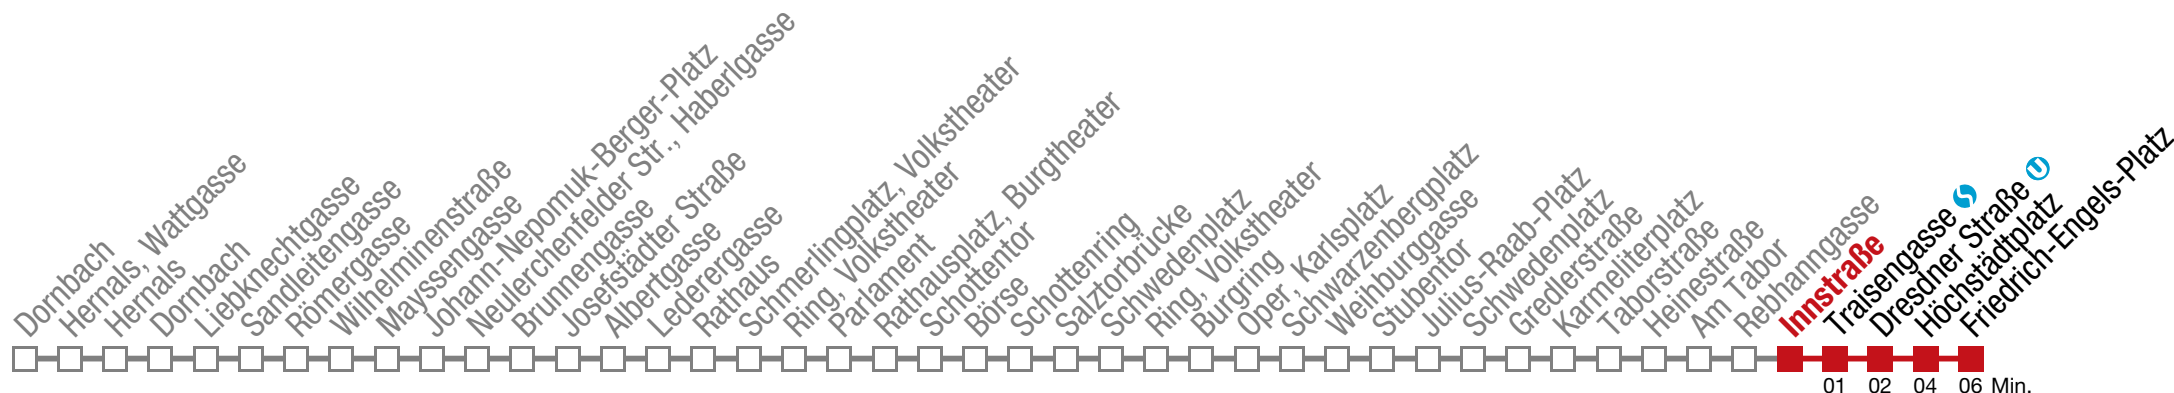 Dornbach
Hernals, Wattgasse
Hernals
Dornbach
Liebknechtgasse
Sandleitengasse
Römergasse
Wilhelminenstraße
Mayssengasse
Johann-Nepomuk-Berger-Platz
Neulerchenfelder Str., Haberlgasse
Brunnengasse
Josefstädter Straße
Albertgasse
Lederergasse
Rathaus
Schmerlingplatz, Volkstheater
Ring, Volkstheater
Parlament
Rathausplatz, Burgtheater
Schottentor
Börse
Schottenring
Salztorbrücke
Schwedenplatz
Ring, Volkstheater
Burgring
Oper, Karlsplatz
Schwarzenbergplatz
Weihburggasse
Stubentor
Julius-Raab-Platz
Schwedenplatz
Gredlerstraße
Karmeliterplatz
Taborstraße
Heinestraße
Am Tabor
Rebhanngasse
Innstraße
Traisengasse
Dresdner Straße U
Höchstädtplatz
Friedrich-Engels-Platz
01 02 04 06 Min.